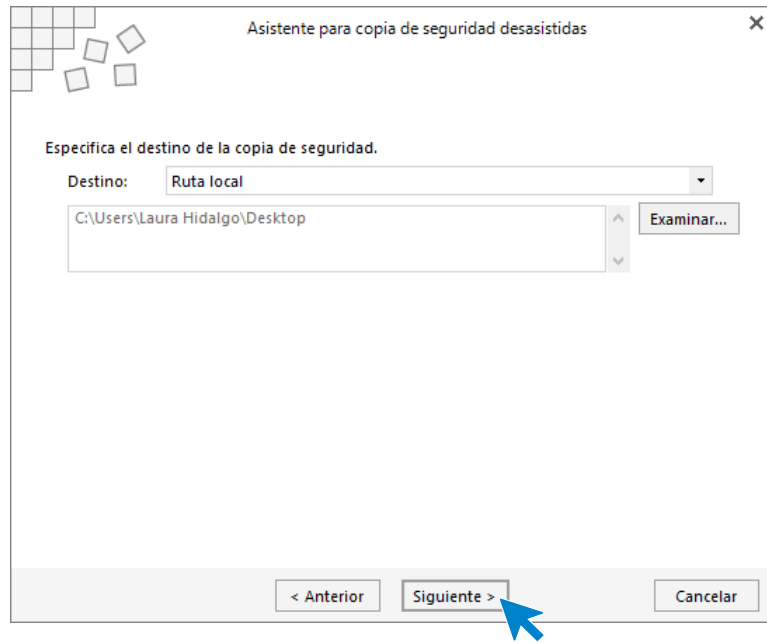 Asistente para copia de seguridad desasistidas
Especifica el destino de la copia de seguridad.
Destino: Ruta local
C:\Users\Laura Hidalgo\Desktop
Examinar...
< Anterior Siguiente > Cancelar